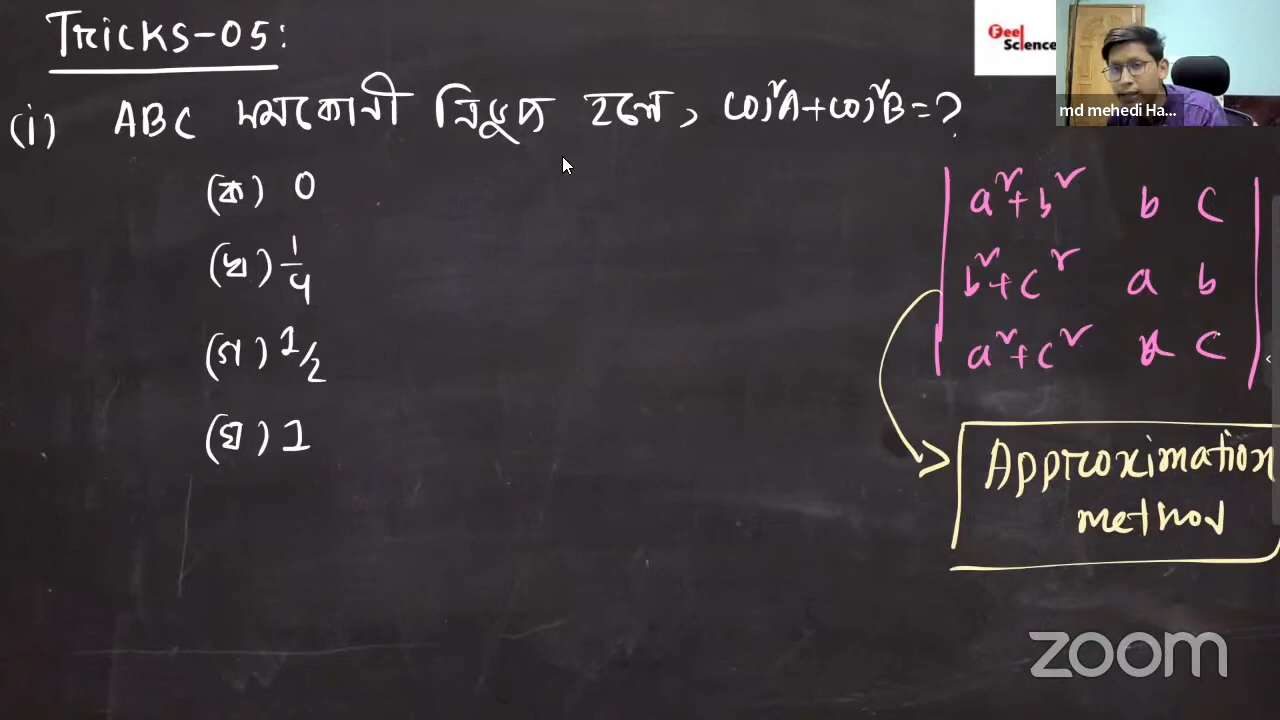 Tricks-05:
(i) ABC সমকোনী ত্রিভুজ হলে, cos²A+cos²B=?
(ক) 0
(খ) 1/4
(গ) 1/2
(ঘ) 1
a²+b² b c
b²+c² a b
a²+c² c
Approximation
method
Feel
Science
md mehedi Ha...
zoom